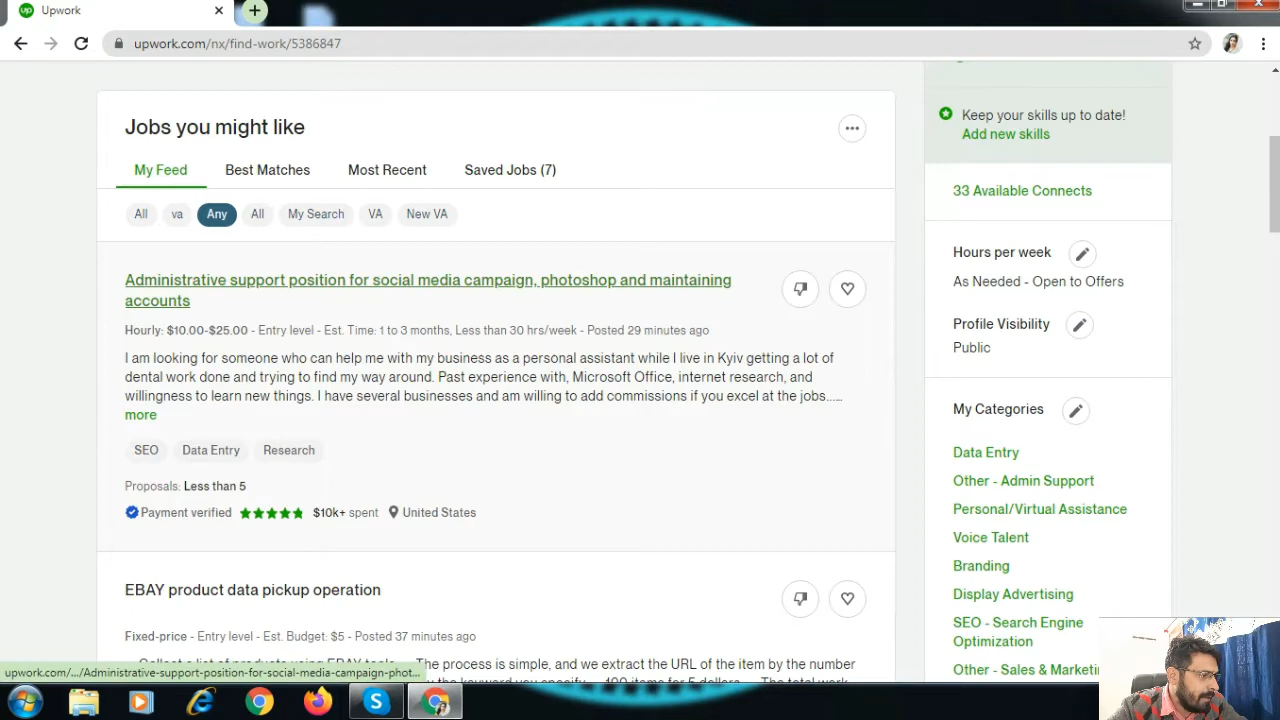 Upwork
upwork.com/nx/find-work/5386847
Jobs you might like
My Feed
Best Matches
Most Recent
Saved Jobs (7)
All
va
Any
All
My Search
VA
New VA
Administrative support position for social media campaign, photoshop and maintaining
accounts
Hourly: $10.00-$25.00 - Entry level - Est. Time: 1 to 3 months, Less than 30 hrs/week - Posted 29 minutes ago
I am looking for someone who can help me with my business as a personal assistant while I live in Kyiv getting a lot of
dental work done and trying to find my way around. Past experience with, Microsoft Office, internet research, and
willingness to learn new things. I have several businesses and am willing to add commissions if you excel at the jobs.....
more
SEO
Data Entry
Research
Proposals: Less than 5
Payment verified
$10k+ spent
United States
EBAY product data pickup operation
Fixed-price - Entry level - Est. Budget: $5 - Posted 37 minutes ago
The process is simple, and we extract the URL of the item by the number
upwork.com/.../Administrative-support-position-for-social-media-campaign-phot...
Keep your skills up to date!
Add new skills
33 Available Connects
Hours per week
As Needed - Open to Offers
Profile Visibility
Public
My Categories
Data Entry
Other - Admin Support
Personal/Virtual Assistance
Voice Talent
Branding
Display Advertising
SEO - Search Engine
Optimization
Other - Sales &